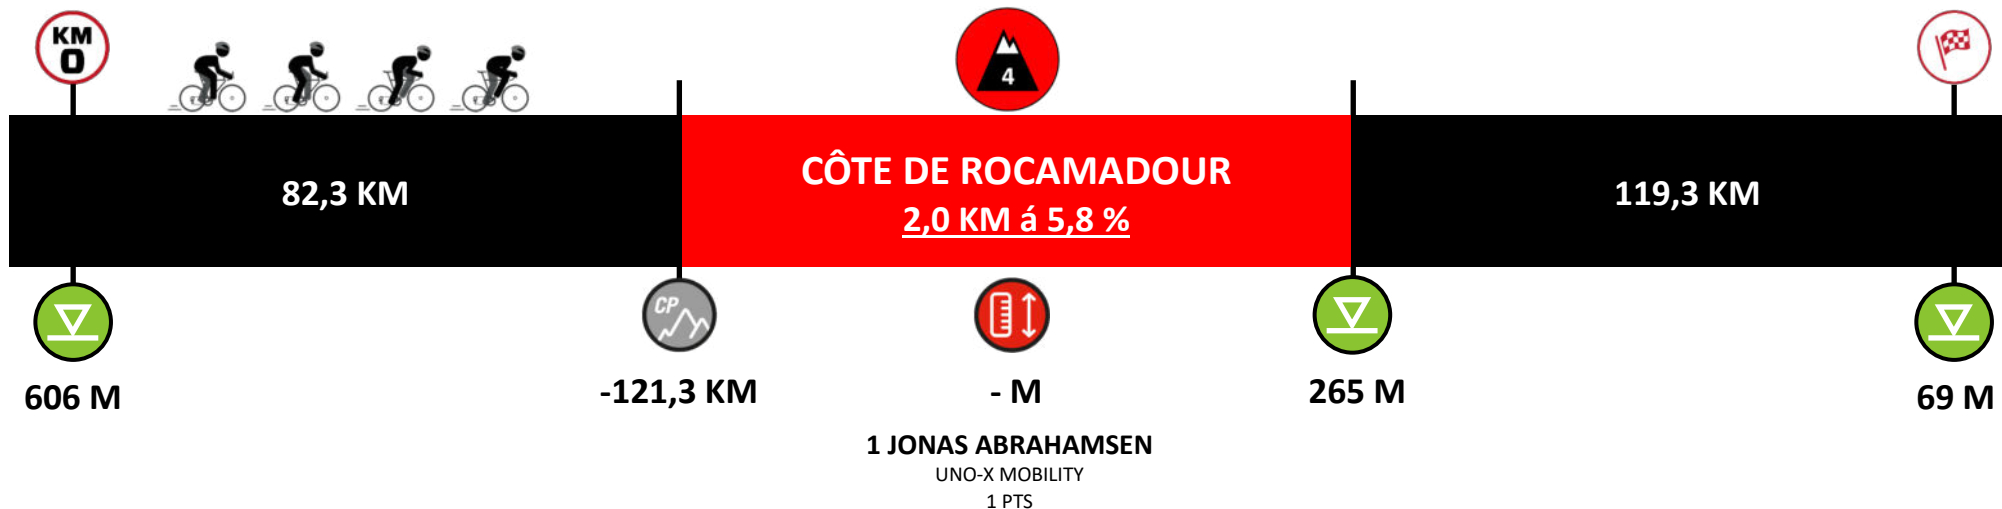 KM
0
4
82,3 KM
CÔTE DE ROCAMADOUR
2,0 KM á 5,8 %
119,3 KM
CP
606 M
-121,3 KM
- M
265 M
69 M
1 JONAS ABRAHAMSEN
UNO-X MOBILITY
1 PTS